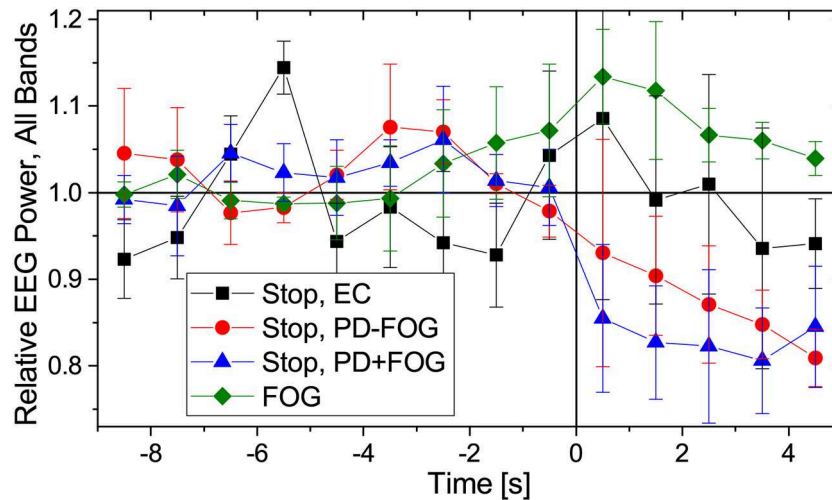 Relative EEG Power, All Bands
1.2
1.1
1.0
0.9
0.8
Stop, EC
Stop, PD-FOG
Stop, PD+FOG
FOG
-8
-6
-4
-2
0
2
4
Time [s]